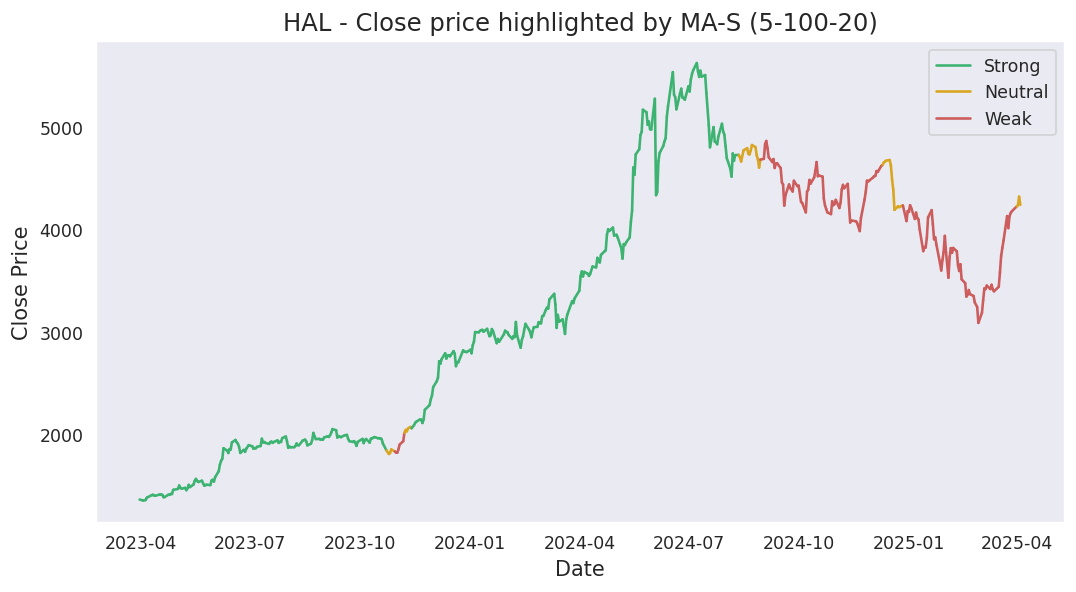 HAL - Close price highlighted by MA-S (5-100-20)
Strong
Neutral
Weak
Close Price
5000
4000
3000
2000
2023-04 2023-07 2023-10 2024-01 2024-04 2024-07 2024-10 2025-01 2025-04
Date